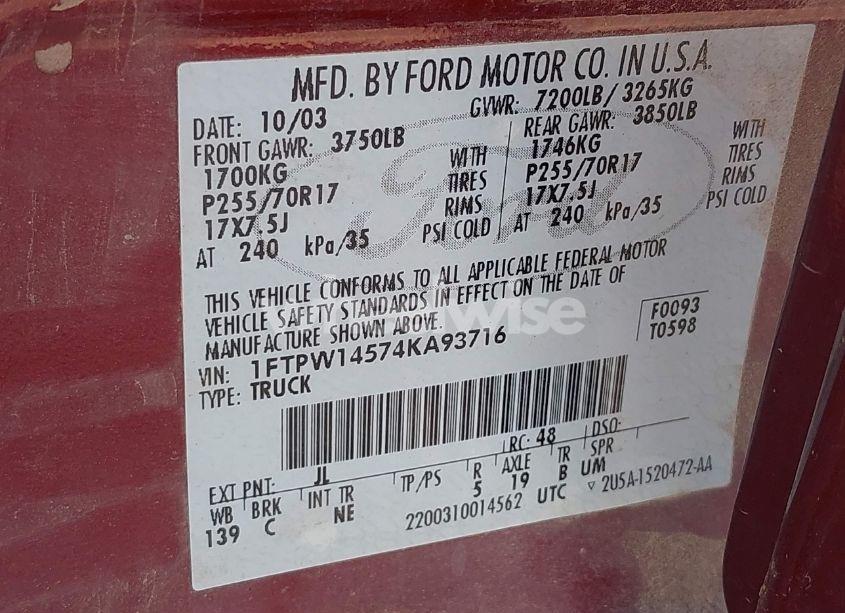 MFD. BY FORD MOTOR CO. IN U.S.A.
DATE: 10/03 GVWR: 7200LB/ 3265KG
FRONT GAWR: 3750LB REAR GAWR: 3850LB
1700KG WITH 1746KG WITH
P255/70R17 TIRES P255/70R17 TIRES
17X7.5J RIMS 17X7.5J RIMS
AT 240 kPa/35 PSI COLD AT 240 kPa/35 PSI COLD
Ford
THIS VEHICLE CONFORMS TO ALL APPLICABLE FEDERAL MOTOR
VEHICLE SAFETY STANDARDS IN EFFECT ON THE DATE OF
MANUFACTURE SHOWN ABOVE.
F0093
T0598
VIN: 1FTPW14574KA93716
TYPE: TRUCK
EXT PNT: JL RC: 48 DSO:
WB BRK INT TR TP/PS R AXLE TR SPR
139 C NE 5 19 B UM
2200310014562 UTC ▽ 2U5A-1520472-AA